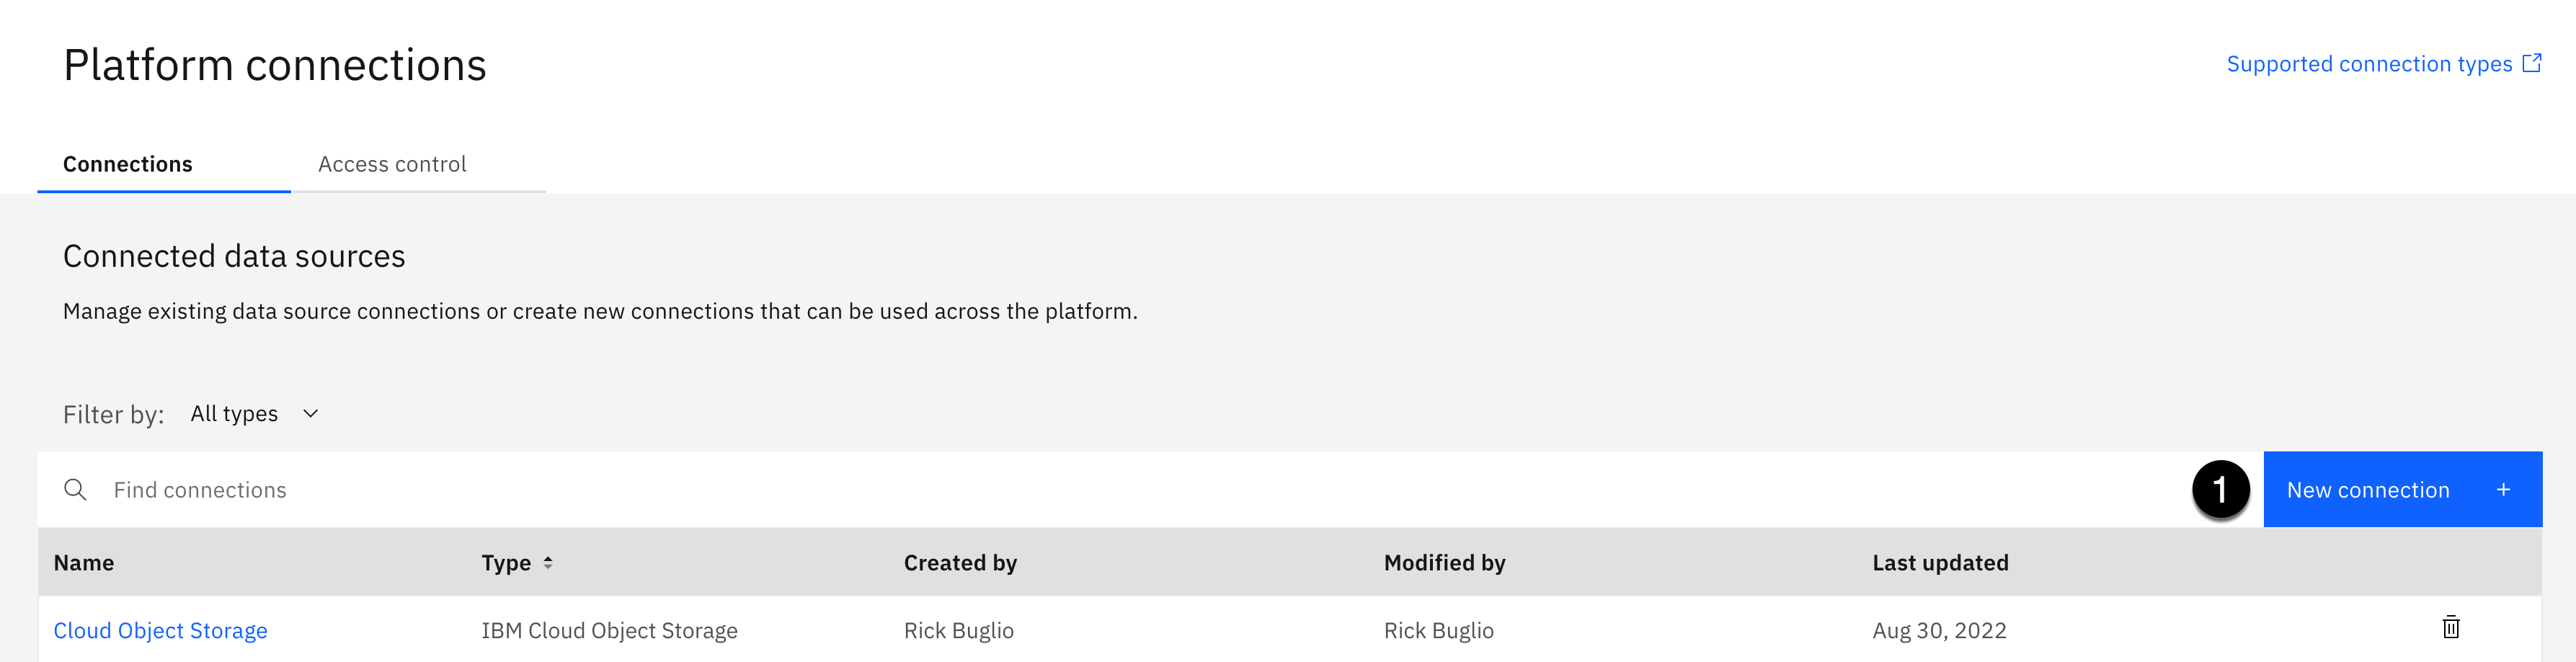 Platform connections
Supported connection types
Connections
Access control
Connected data sources
Manage existing data source connections or create new connections that can be used across the platform.
Filter by: All types
Find connections
1
New connection +
Name Type Created by Modified by Last updated
Cloud Object Storage IBM Cloud Object Storage Rick Buglio Rick Buglio Aug 30, 2022